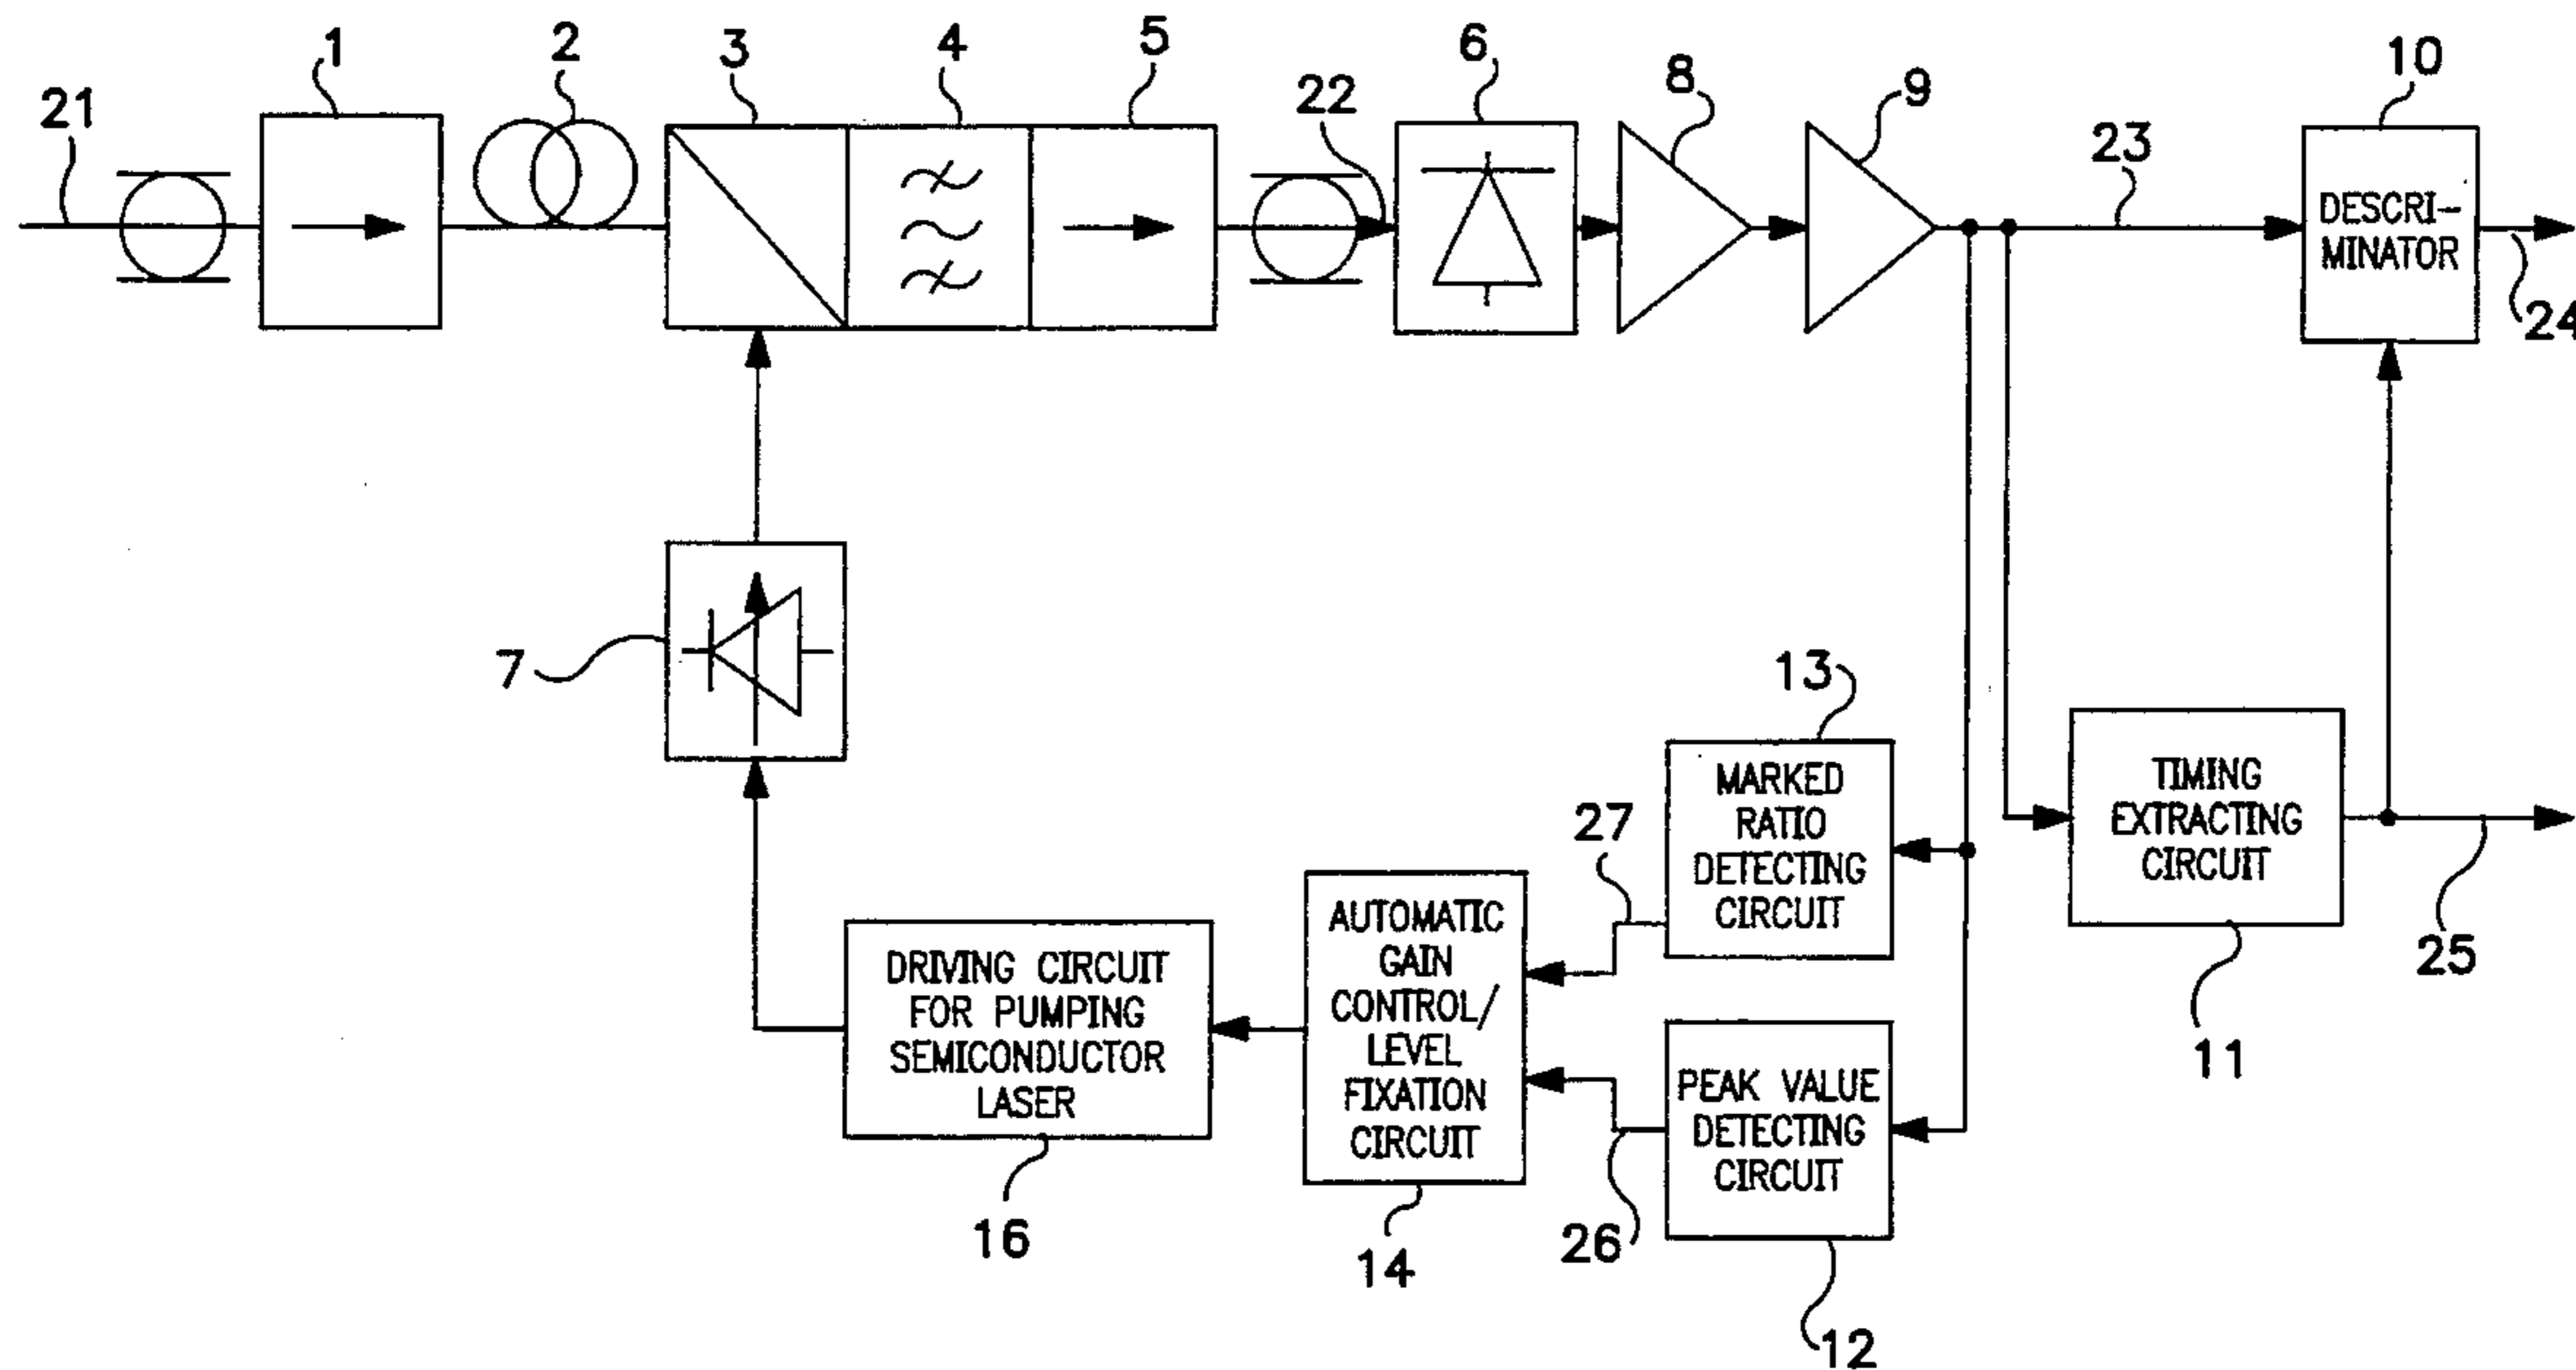 1
2
3
4
5
6
8
9
10
21
22
23
24
DESCRI-
MINATOR
7
13
27
MARKED
RATIO
DETECTING
CIRCUIT
TIMING
EXTRACTING
CIRCUIT
25
11
AUTOMATIC
GAIN
CONTROL/
LEVEL
FIXATION
CIRCUIT
DRIVING CIRCUIT
FOR PUMPING
SEMICONDUCTOR
LASER
PEAK VALUE
DETECTING
CIRCUIT
16
14
26
12